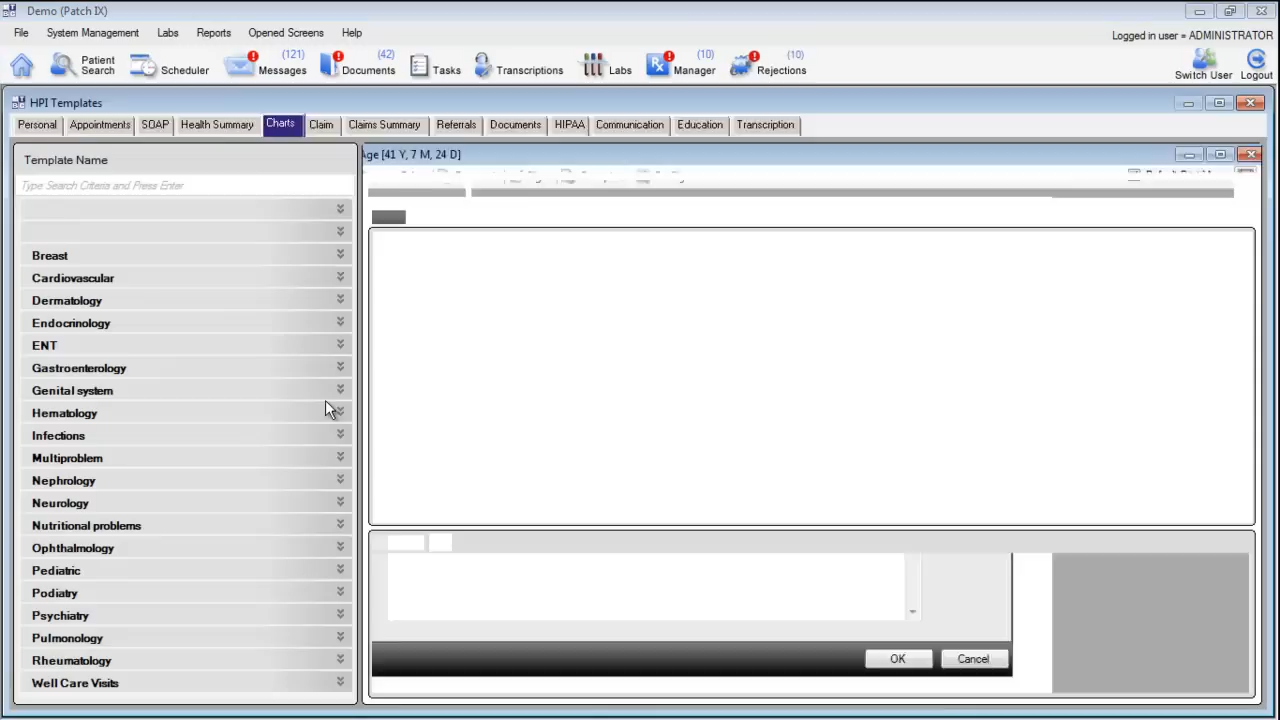 Demo (Patch IX)
File System Management Labs Reports Opened Screens Help
Logged in user = ADMINISTRATOR
Patient Search Scheduler Messages (121) Documents (42) Tasks Transcriptions Labs Manager (10) Rejections (10) Switch User Logout
HPI Templates
Personal Appointments SOAP Health Summary Charts Claim Claims Summary Referrals Documents HIPAA Communication Education Transcription
Template Name
Age [41 Y, 7 M, 24 D]
Type Search Criteria and Press Enter
Breast
Cardiovascular
Dermatology
Endocrinology
ENT
Gastroenterology
Genital system
Hematology
Infections
Multiproblem
Nephrology
Neurology
Nutritional problems
Ophthalmology
Pediatric
Podiatry
Psychiatry
Pulmonology
Rheumatology
Well Care Visits
OK Cancel